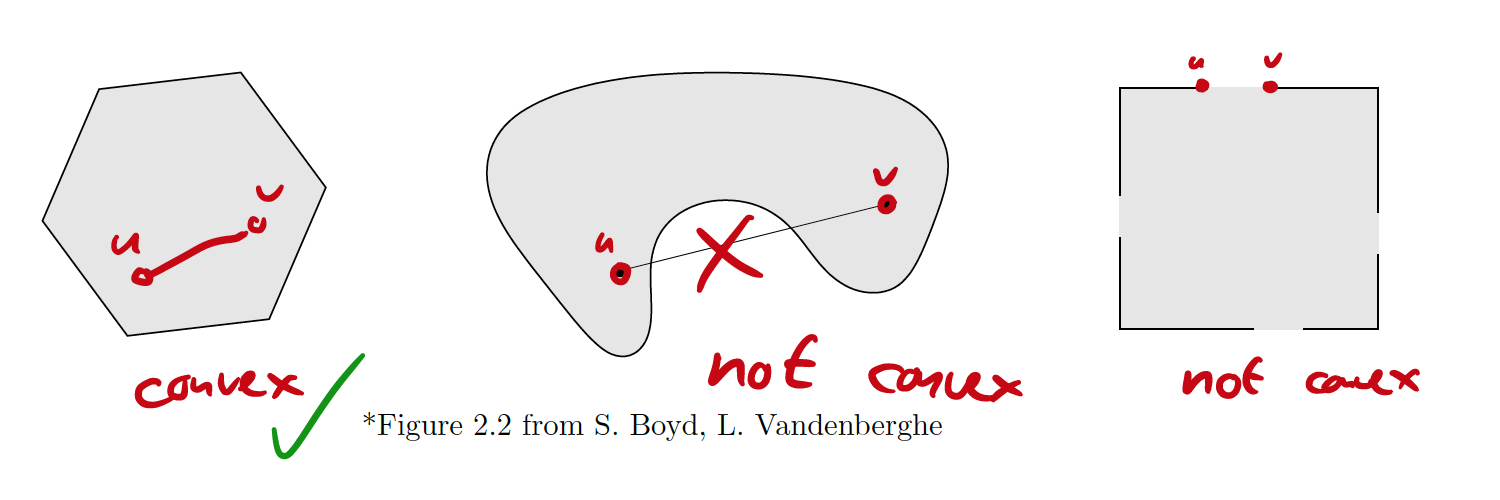 u v
u v
u v
convex
not convex
not convex
*Figure 2.2 from S. Boyd, L. Vandenberghe